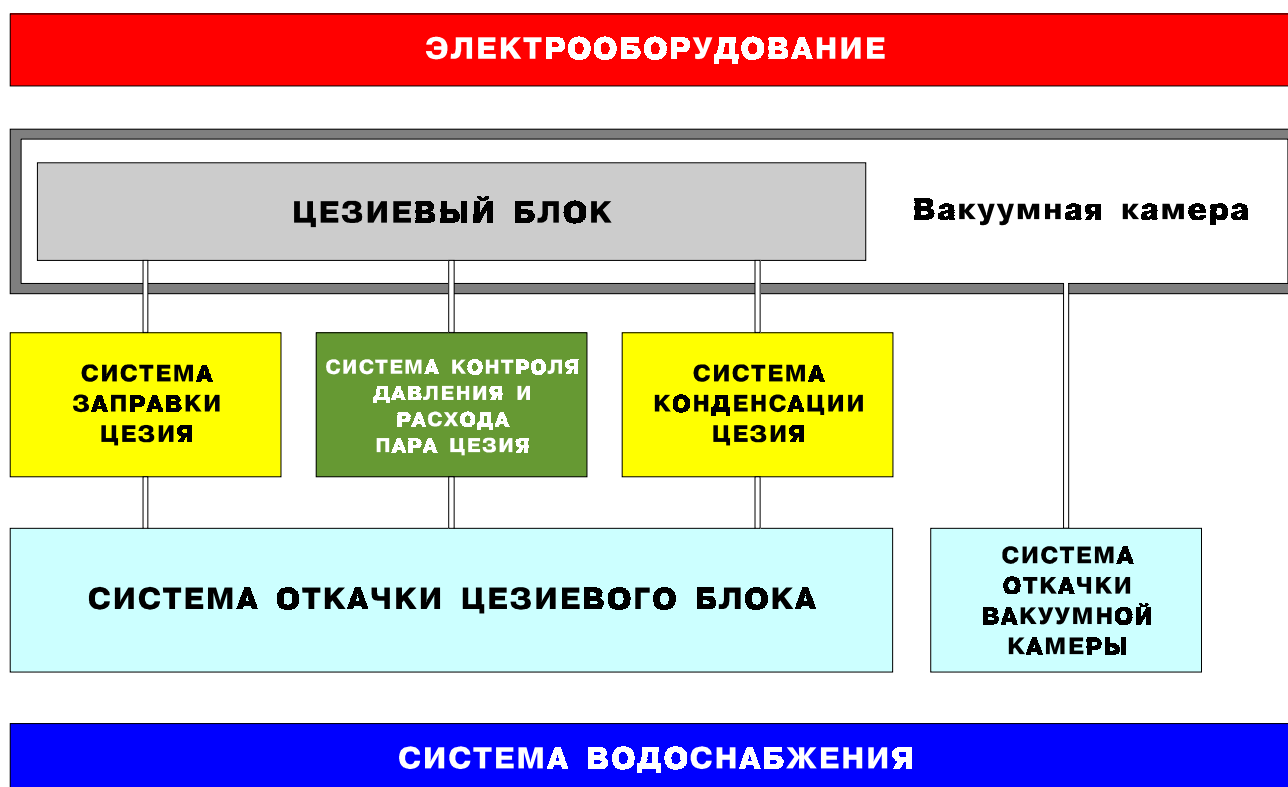 ЭЛЕКТРООБОРУДОВАНИЕ
ЦЕЗИЕВЫЙ БЛОК
Вакуумная камера
СИСТЕМА
ЗАПРАВКИ
ЦЕЗИЯ
СИСТЕМА КОНТРОЛЯ
ДАВЛЕНИЯ И
РАСХОДА
ПАРА ЦЕЗИЯ
СИСТЕМА
КОНДЕНСАЦИИ
ЦЕЗИЯ
СИСТЕМА ОТКАЧКИ ЦЕЗИЕВОГО БЛОКА
СИСТЕМА
ОТКАЧКИ
ВАКУУМНОЙ
КАМЕРЫ
СИСТЕМА ВОДОСНАБЖЕНИЯ